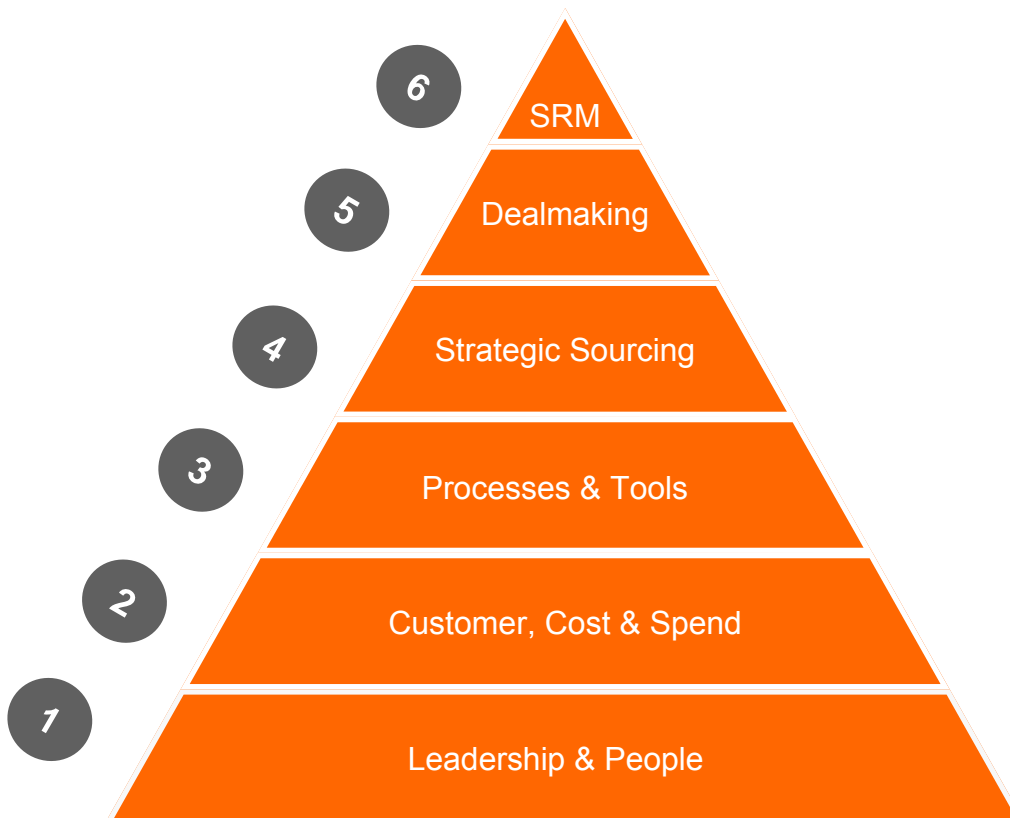 6
SRM
5
Dealmaking
4
Strategic Sourcing
3
Processes & Tools
2
Customer, Cost & Spend
1
Leadership & People